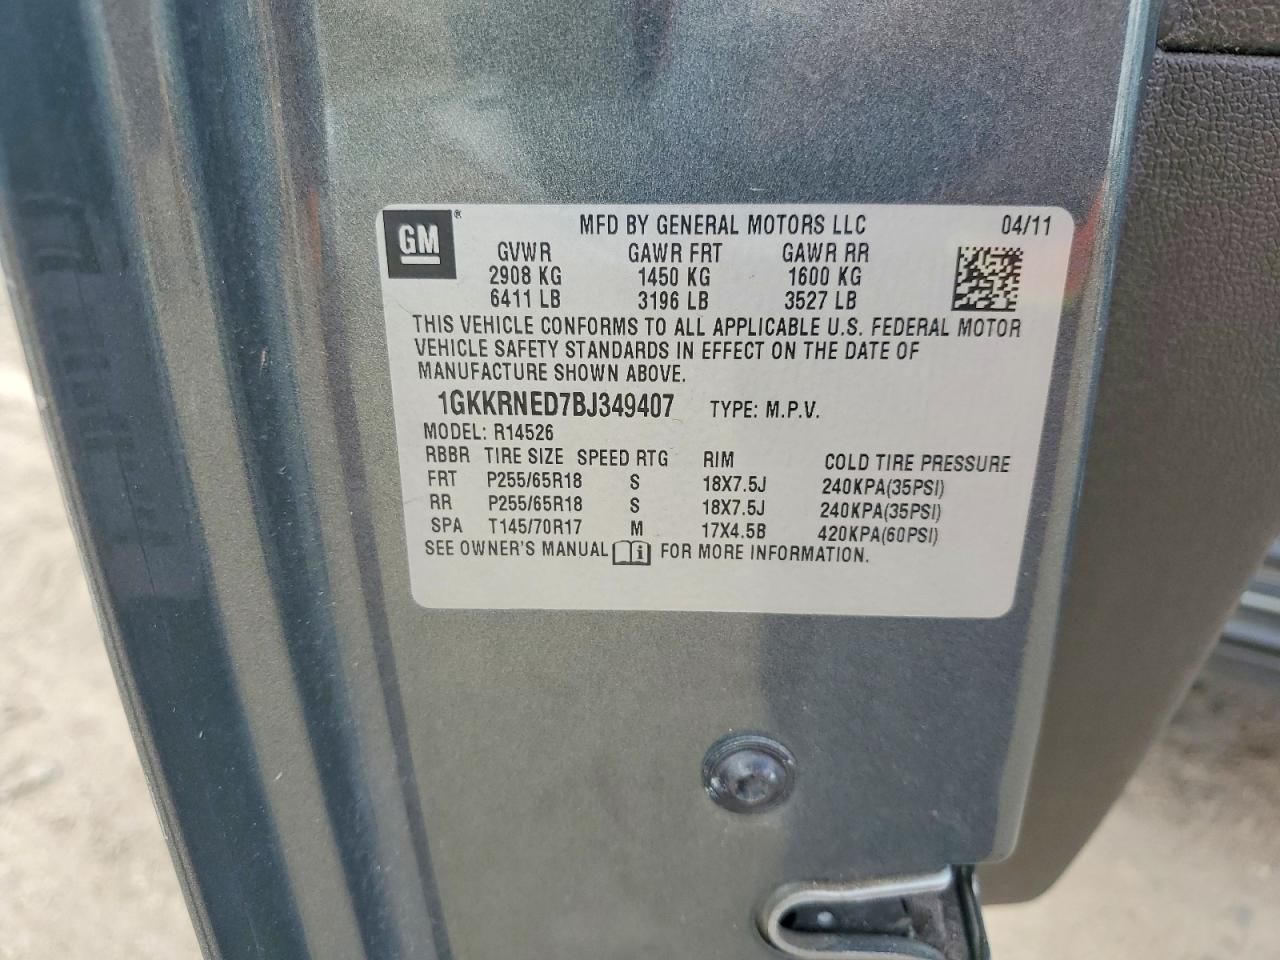 GM ® MFD BY GENERAL MOTORS LLC 04/11
GVWR GAWR FRT GAWR RR
2908 KG 1450 KG 1600 KG
6411 LB 3196 LB 3527 LB
THIS VEHICLE CONFORMS TO ALL APPLICABLE U.S. FEDERAL MOTOR
VEHICLE SAFETY STANDARDS IN EFFECT ON THE DATE OF
MANUFACTURE SHOWN ABOVE.
1GKKRNED7BJ349407 TYPE: M.P.V.
MODEL: R14526
RBBR TIRE SIZE SPEED RTG RIM COLD TIRE PRESSURE
FRT P255/65R18 S 18X7.5J 240KPA(35PSI)
RR P255/65R18 S 18X7.5J 240KPA(35PSI)
SPA T145/70R17 M 17X4.5B 420KPA(60PSI)
SEE OWNER'S MANUAL i FOR MORE INFORMATION.